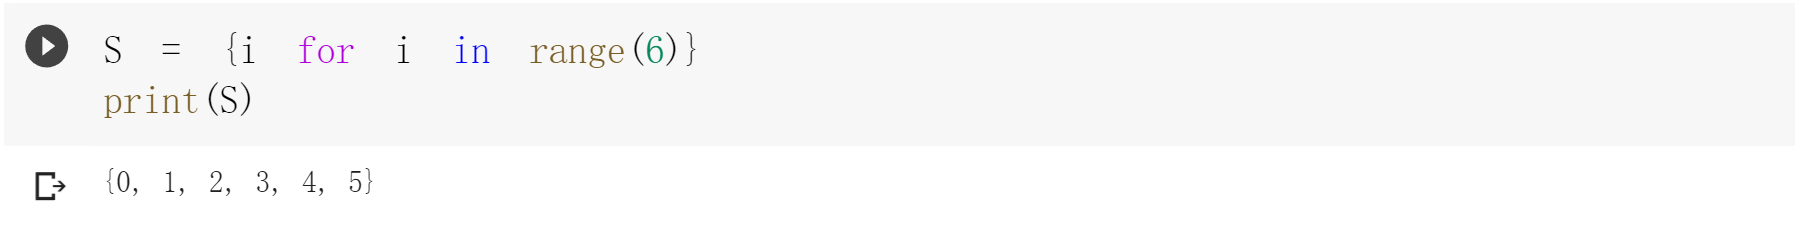 S = {i for i in range(6)}
print(S)
{0, 1, 2, 3, 4, 5}